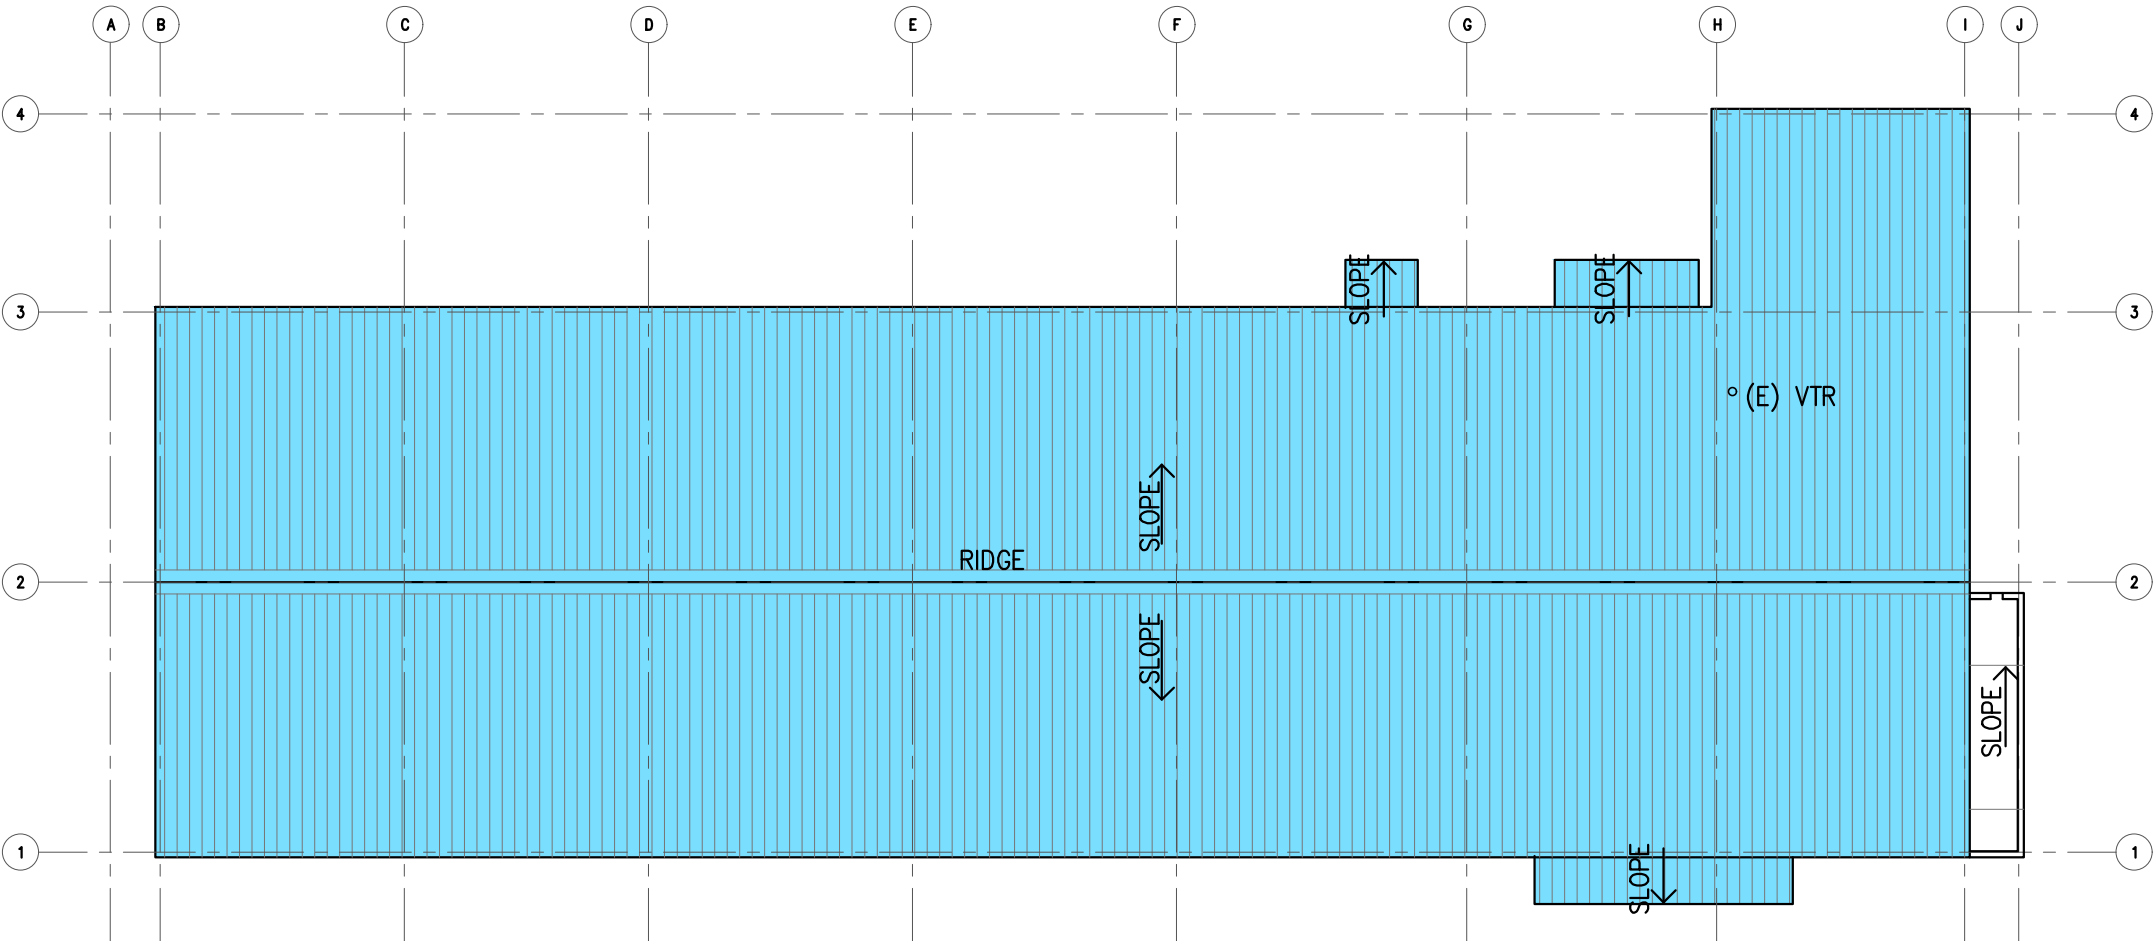 A B C D E F G H I J
4 4
SLOPE SLOPE
3 3
(E) VTR
SLOPE
RIDGE
2 2
SLOPE
SLOPE
1 1
SLOPE